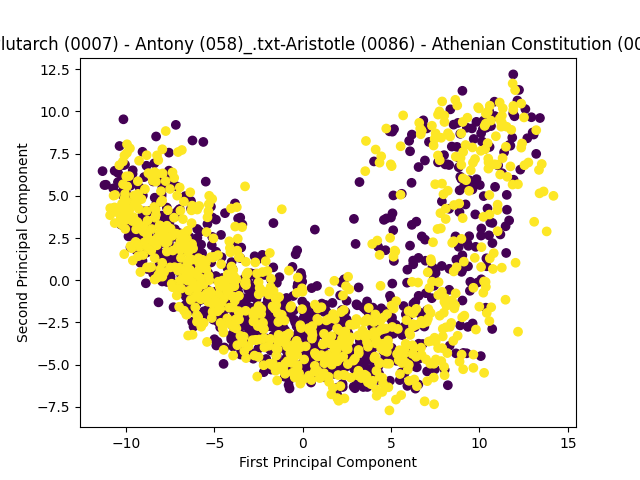 lutarch (0007) - Antony (058)_.txt-Aristotle (0086) - Athenian Constitution (00
12.5
10.0
7.5
5.0
2.5
0.0
−2.5
−5.0
−7.5
Second Principal Component
−10 −5 0 5 10 15
First Principal Component